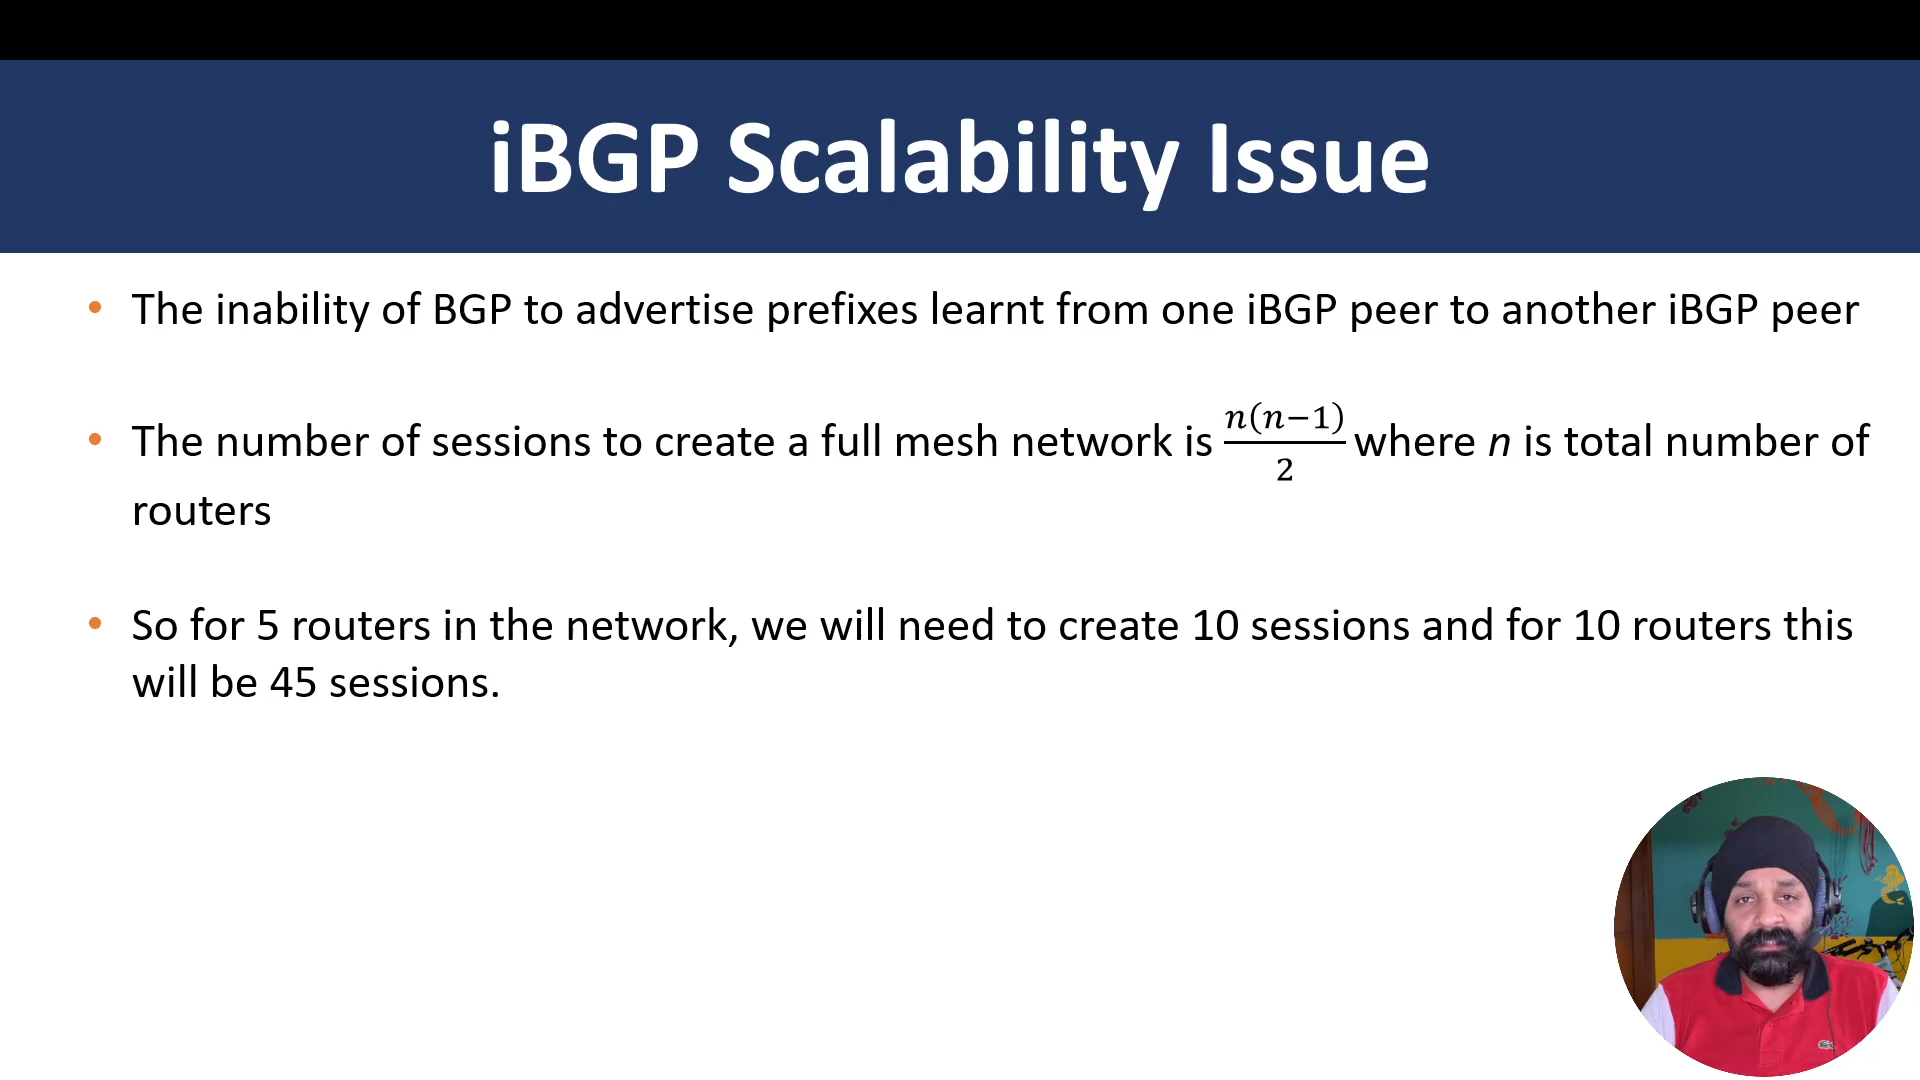 iBGP Scalability Issue
• The inability of BGP to advertise prefixes learnt from one iBGP peer to another iBGP peer
• The number of sessions to create a full mesh network is n(n−1)/2 where n is total number of
routers
• So for 5 routers in the network, we will need to create 10 sessions and for 10 routers this
will be 45 sessions.